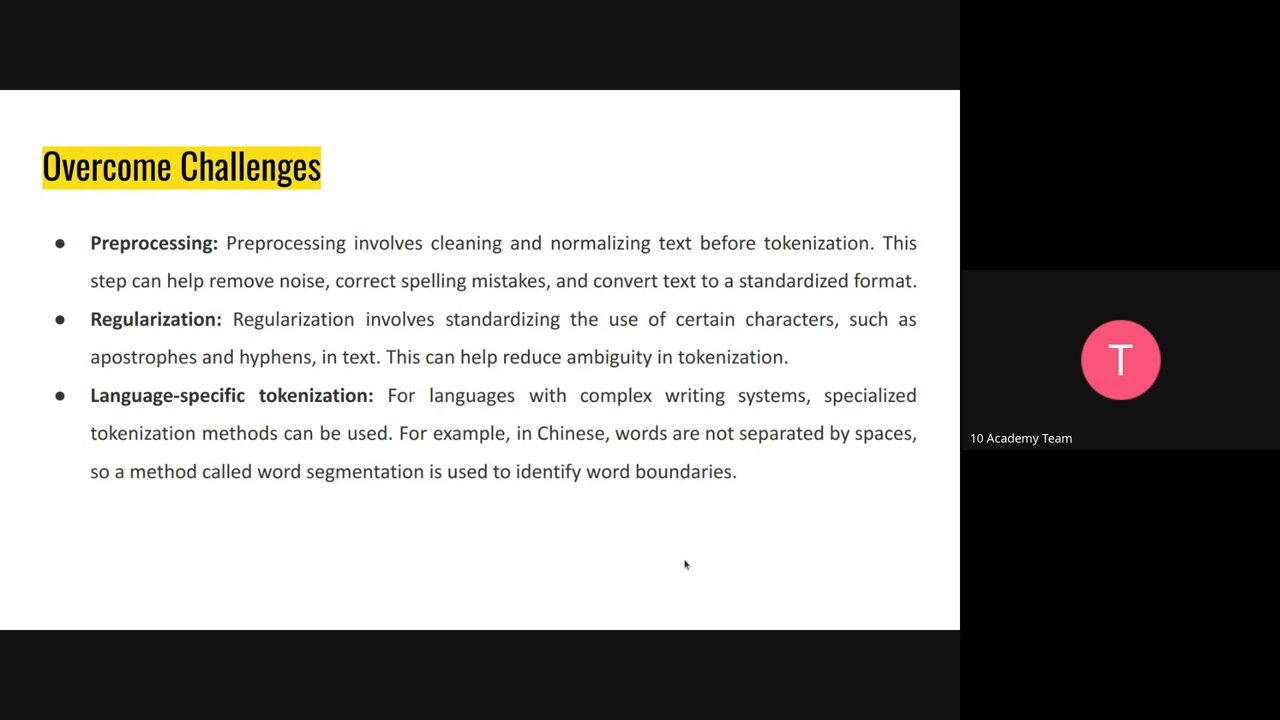 Overcome Challenges
● Preprocessing: Preprocessing involves cleaning and normalizing text before tokenization. This
step can help remove noise, correct spelling mistakes, and convert text to a standardized format.
● Regularization: Regularization involves standardizing the use of certain characters, such as
apostrophes and hyphens, in text. This can help reduce ambiguity in tokenization.
● Language-specific tokenization: For languages with complex writing systems, specialized
tokenization methods can be used. For example, in Chinese, words are not separated by spaces,
so a method called word segmentation is used to identify word boundaries.
T
10 Academy Team